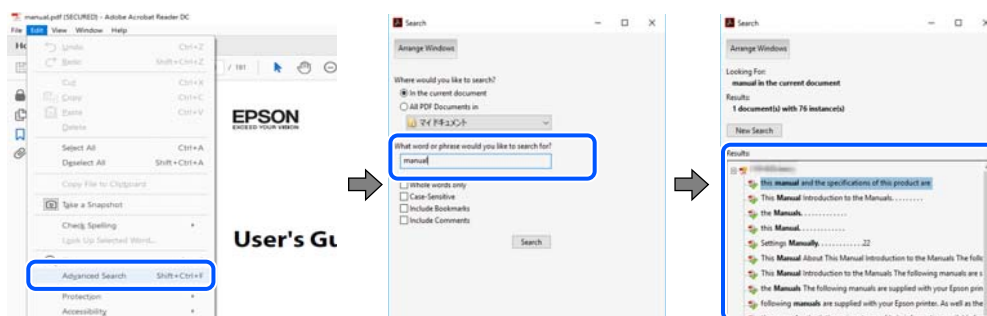 manual.pdf (SECURED) - Adobe Acrobat Reader DC
File Edit View Window Help
Undo Ctrl+Z
Redo Shift+Ctrl+Z
Cut Ctrl+X
Copy Ctrl+C
Paste Ctrl+V
Delete
Select All Ctrl+A
Deselect All Shift+Ctrl+A
Copy File to Clipboard
Take a Snapshot
Check Spelling
Look Up Selected Word...
Advanced Search Shift+Ctrl+F
Protection
Accessibility
/ 191
EPSON
EXCEED YOUR VISION
User's Gu
Search
Arrange Windows
Where would you like to search?
In the current document
All PDF Documents in
マイ ドキュメント
What word or phrase would you like to search for?
manual
Whole words only
Case-Sensitive
Include Bookmarks
Include Comments
Search
Search
Arrange Windows
Looking For:
manual in the current document
Results:
1 document(s) with 76 instance(s)
New Search
Results:
this manual and the specifications of this product are
This Manual Introduction to the Manuals. . . . . . . . .
the Manuals. . . . . . . . . . . . .
this Manual. . . . . . . . . . . . .
Settings Manually. . . . . . . . . . . . .22
This Manual About This Manual Introduction to the Manuals The follo
This Manual Introduction to the Manuals The following manuals are s
the Manuals The following manuals are supplied with your Epson prin
following manuals are supplied with your Epson printer. As well as the